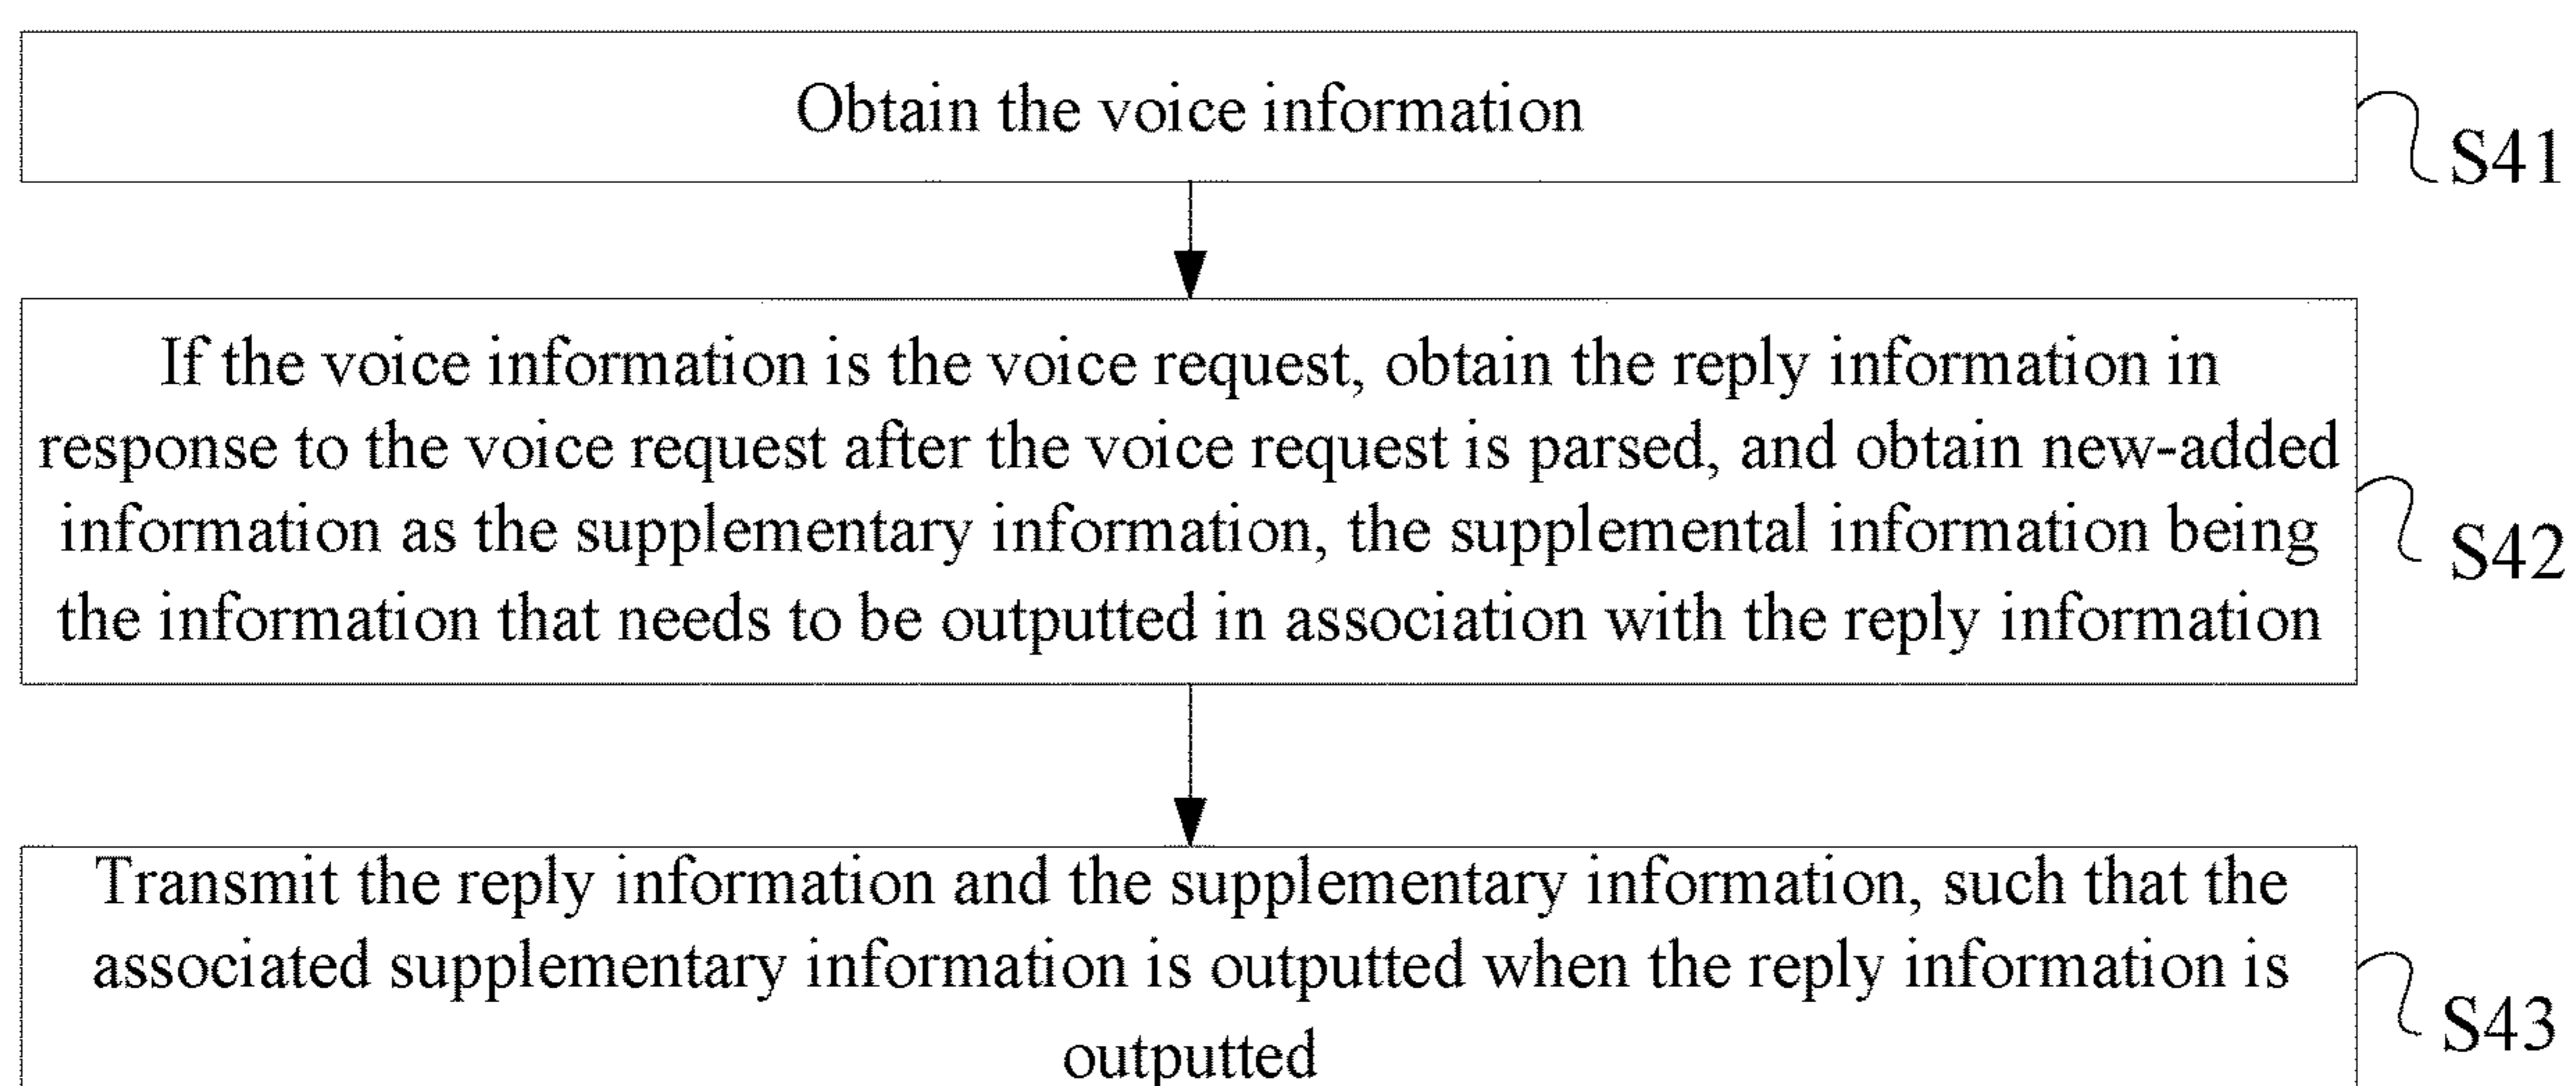 Obtain the voice information
S41
If the voice information is the voice request, obtain the reply information in
response to the voice request after the voice request is parsed, and obtain new-added
information as the supplementary information, the supplemental information being
the information that needs to be outputted in association with the reply information
S42
Transmit the reply information and the supplementary information, such that the
associated supplementary information is outputted when the reply information is
outputted
S43